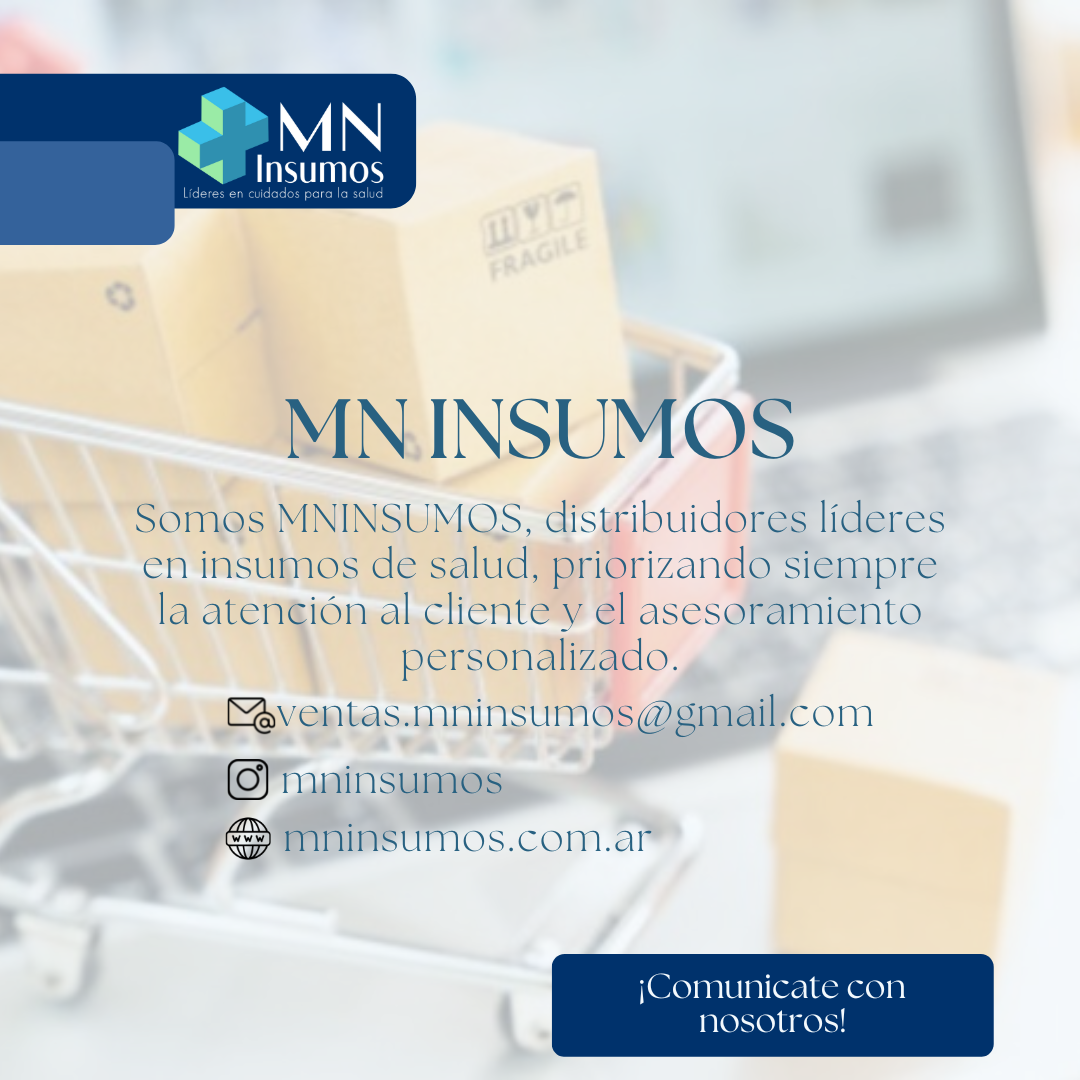 MN
Insumos
Líderes en cuidados para la salud
FRAGILE
MN INSUMOS
Somos MNINSUMOS, distribuidores líderes
en insumos de salud, priorizando siempre
la atención al cliente y el asesoramiento
personalizado.
ventas.mninsumos@gmail.com
mninsumos
www mninsumos.com.ar
¡Comunicate con
nosotros!